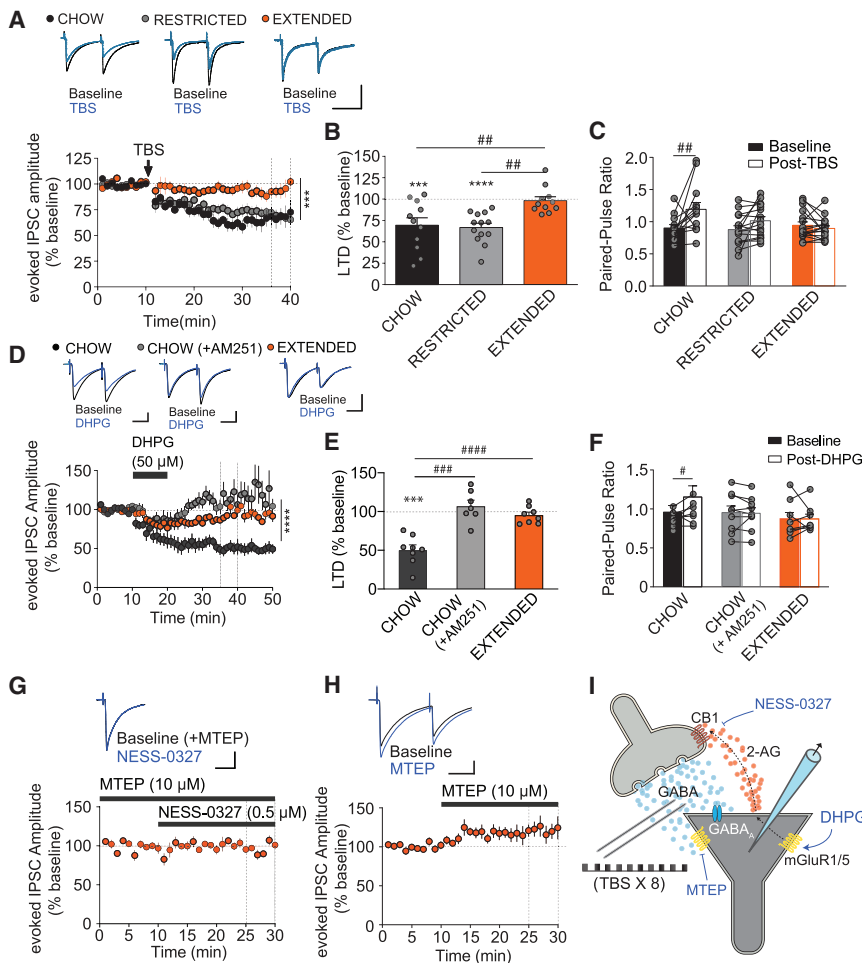 A
CHOW RESTRICTED EXTENDED
Baseline Baseline Baseline
TBS TBS TBS
TBS
evoked IPSC amplitude
(% baseline)
125
100
75
50
25
0
***
0 10 20 30 40
Time(min)
B
##
##
*** ****
LTD (% baseline)
150
125
100
75
50
25
0
CHOW
RESTRICTED
EXTENDED
C
Baseline
Post-TBS
##
Paired-Pulse Ratio
2.0
1.5
1.0
0.5
0.0
CHOW
RESTRICTED
EXTENDED
D
CHOW CHOW (+AM251) EXTENDED
Baseline Baseline Baseline
DHPG DHPG DHPG
DHPG
(50 µM)
evoked IPSC Amplitude
(% baseline)
150
100
50
0
****
0 10 20 30 40 50
Time (min)
E
####
###
***
LTD (% baseline)
150
100
50
0
CHOW
CHOW
(+AM251)
EXTENDED
F
Baseline
Post-DHPG
#
Paired-Pulse Ratio
2.0
1.5
1.0
0.5
0.0
CHOW
CHOW
(+AM251)
EXTENDED
G
Baseline (+MTEP)
NESS-0327
MTEP (10 µM)
NESS-0327 (0.5 µM)
evoked IPSC Amplitude
(% baseline)
150
100
50
0
0 5 10 15 20 25 30
Time (min)
H
Baseline
MTEP
MTEP (10 µM)
evoked IPSC Amplitude
(% baseline)
150
100
50
0
0 5 10 15 20 25 30
Time (min)
I
NESS-0327
CB1
2-AG
GABA
GABAA
DHPG
mGluR1/5
MTEP
(TBS X 8)